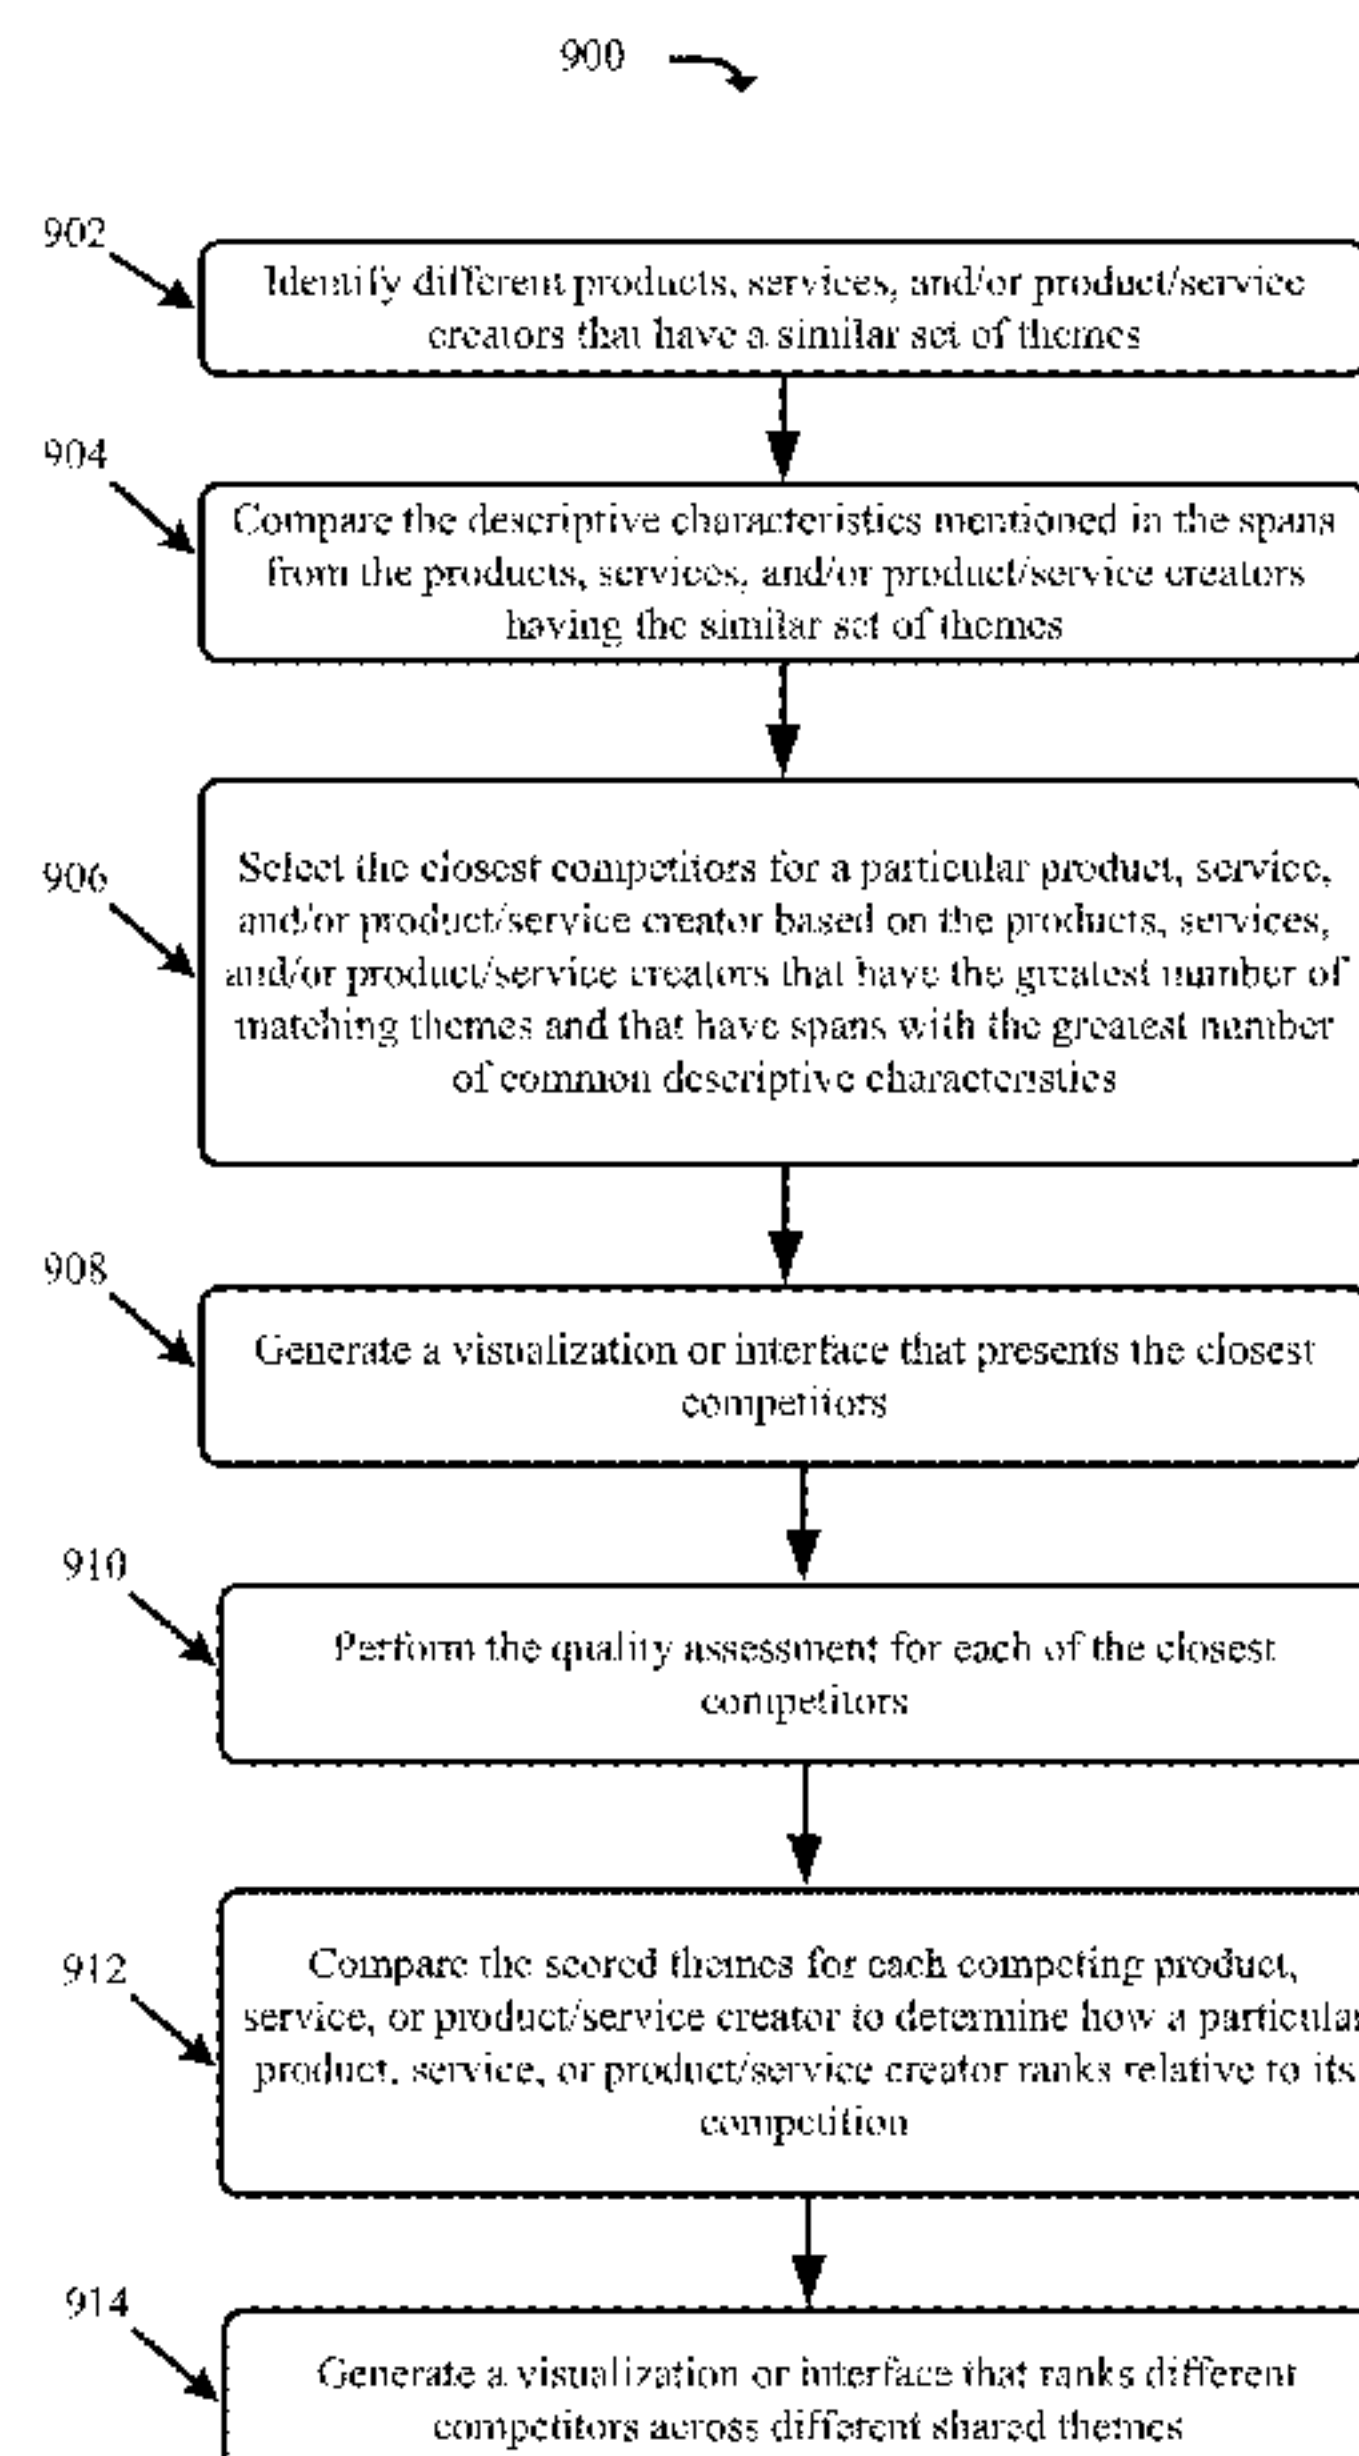 900
902
Identify different products, services, and/or product/service
creators that have a similar set of themes
904
Compare the descriptive characteristics mentioned in the spans
from the products, services, and/or product/service creators
having the similar set of themes
906
Select the closest competitors for a particular product, service,
and/or product/service creator based on the products, services,
and/or product/service creators that have the greatest number of
matching themes and that have spans with the greatest number
of common descriptive characteristics
908
Generate a visualization or interface that presents the closest
competitors
910
Perform the quality assessment for each of the closest
competitors
912
Compare the scored themes for each competing product,
service, or product/service creator to determine how a particular
product, service, or product/service creator ranks relative to its
competition
914
Generate a visualization or interface that ranks different
competitors across different shared themes